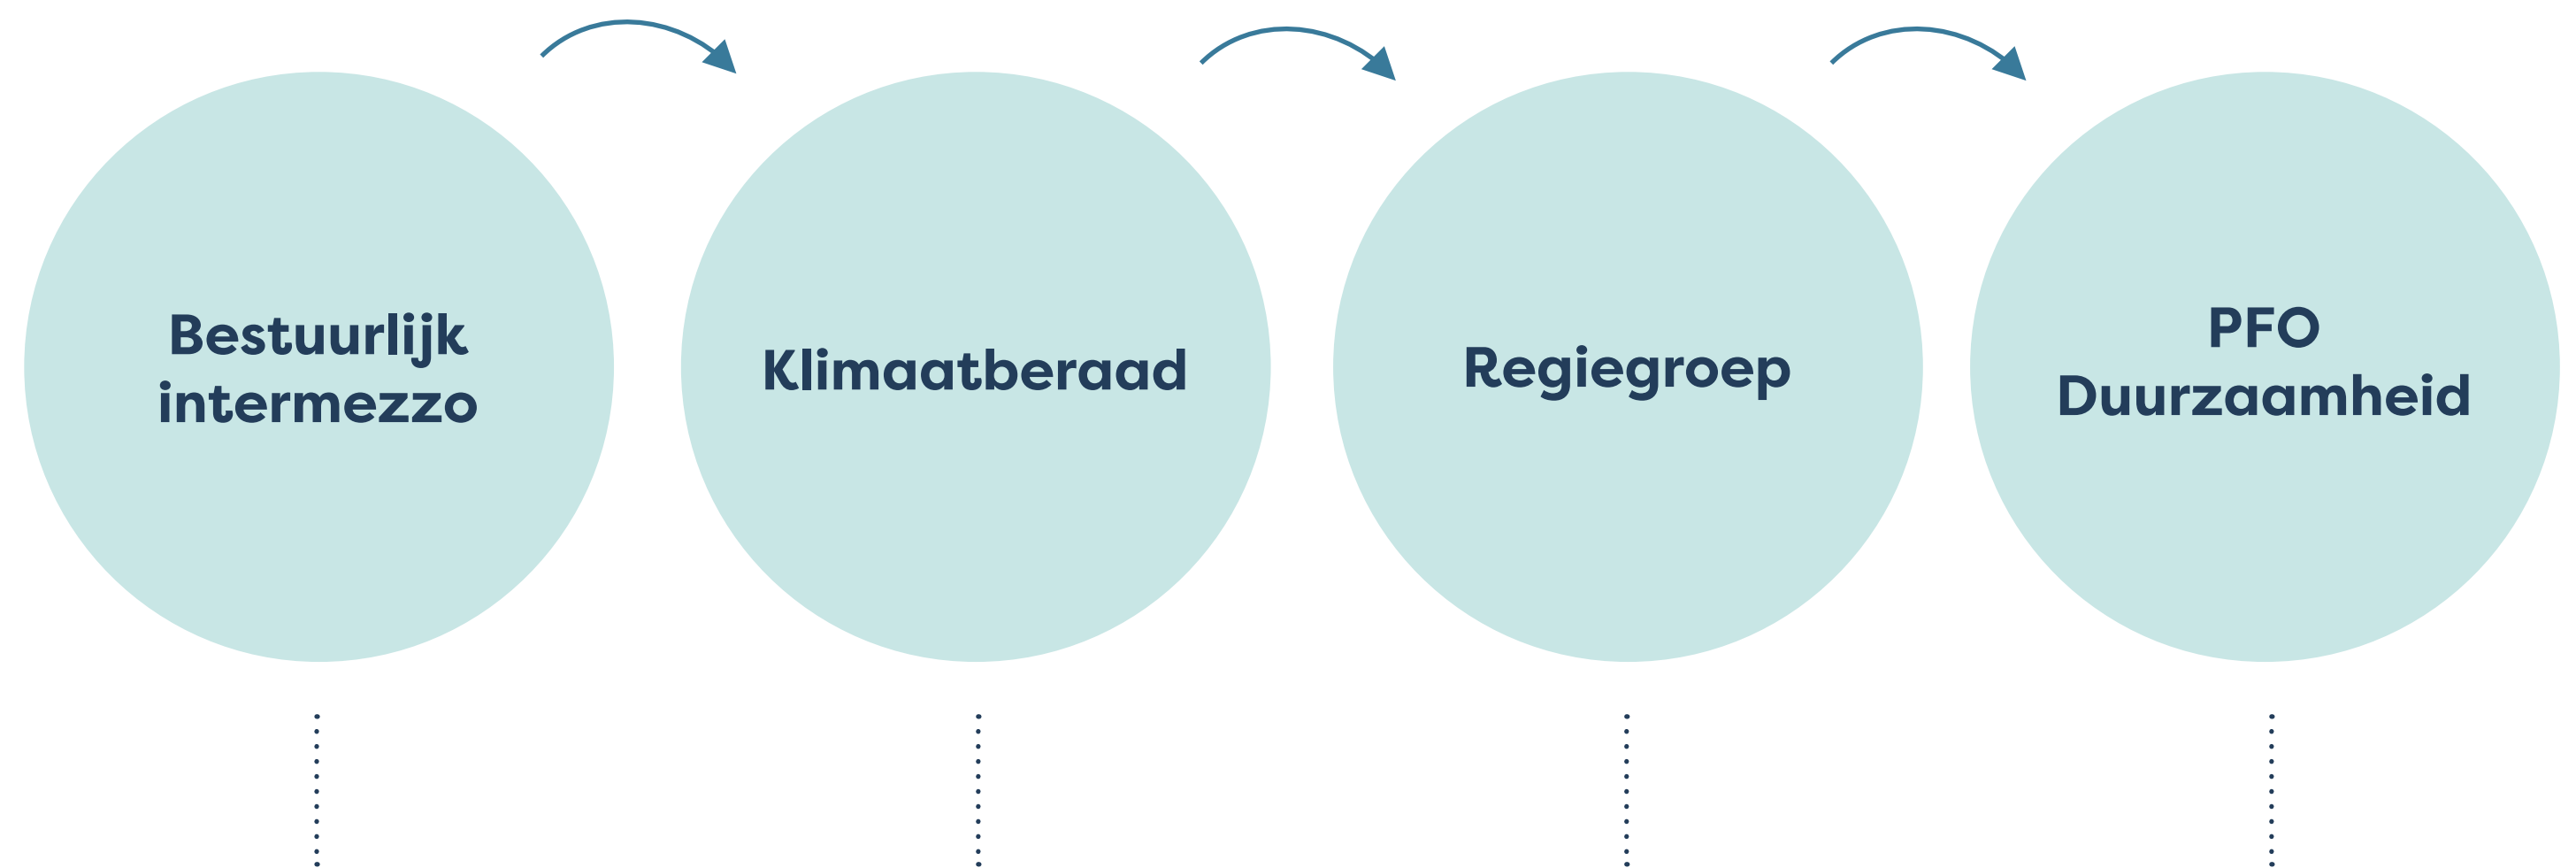 Bestuurlijk
intermezzo
Klimaatberaad
Regiegroep
PFO
Duurzaamheid